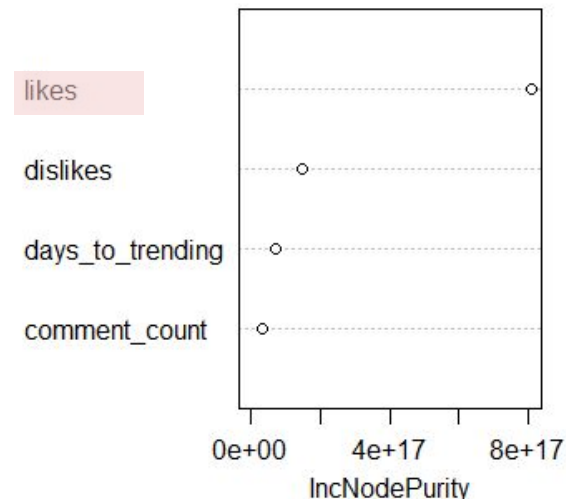 likes
dislikes
days_to_trending
comment_count
0e+00 4e+17 8e+17
IncNodePurity